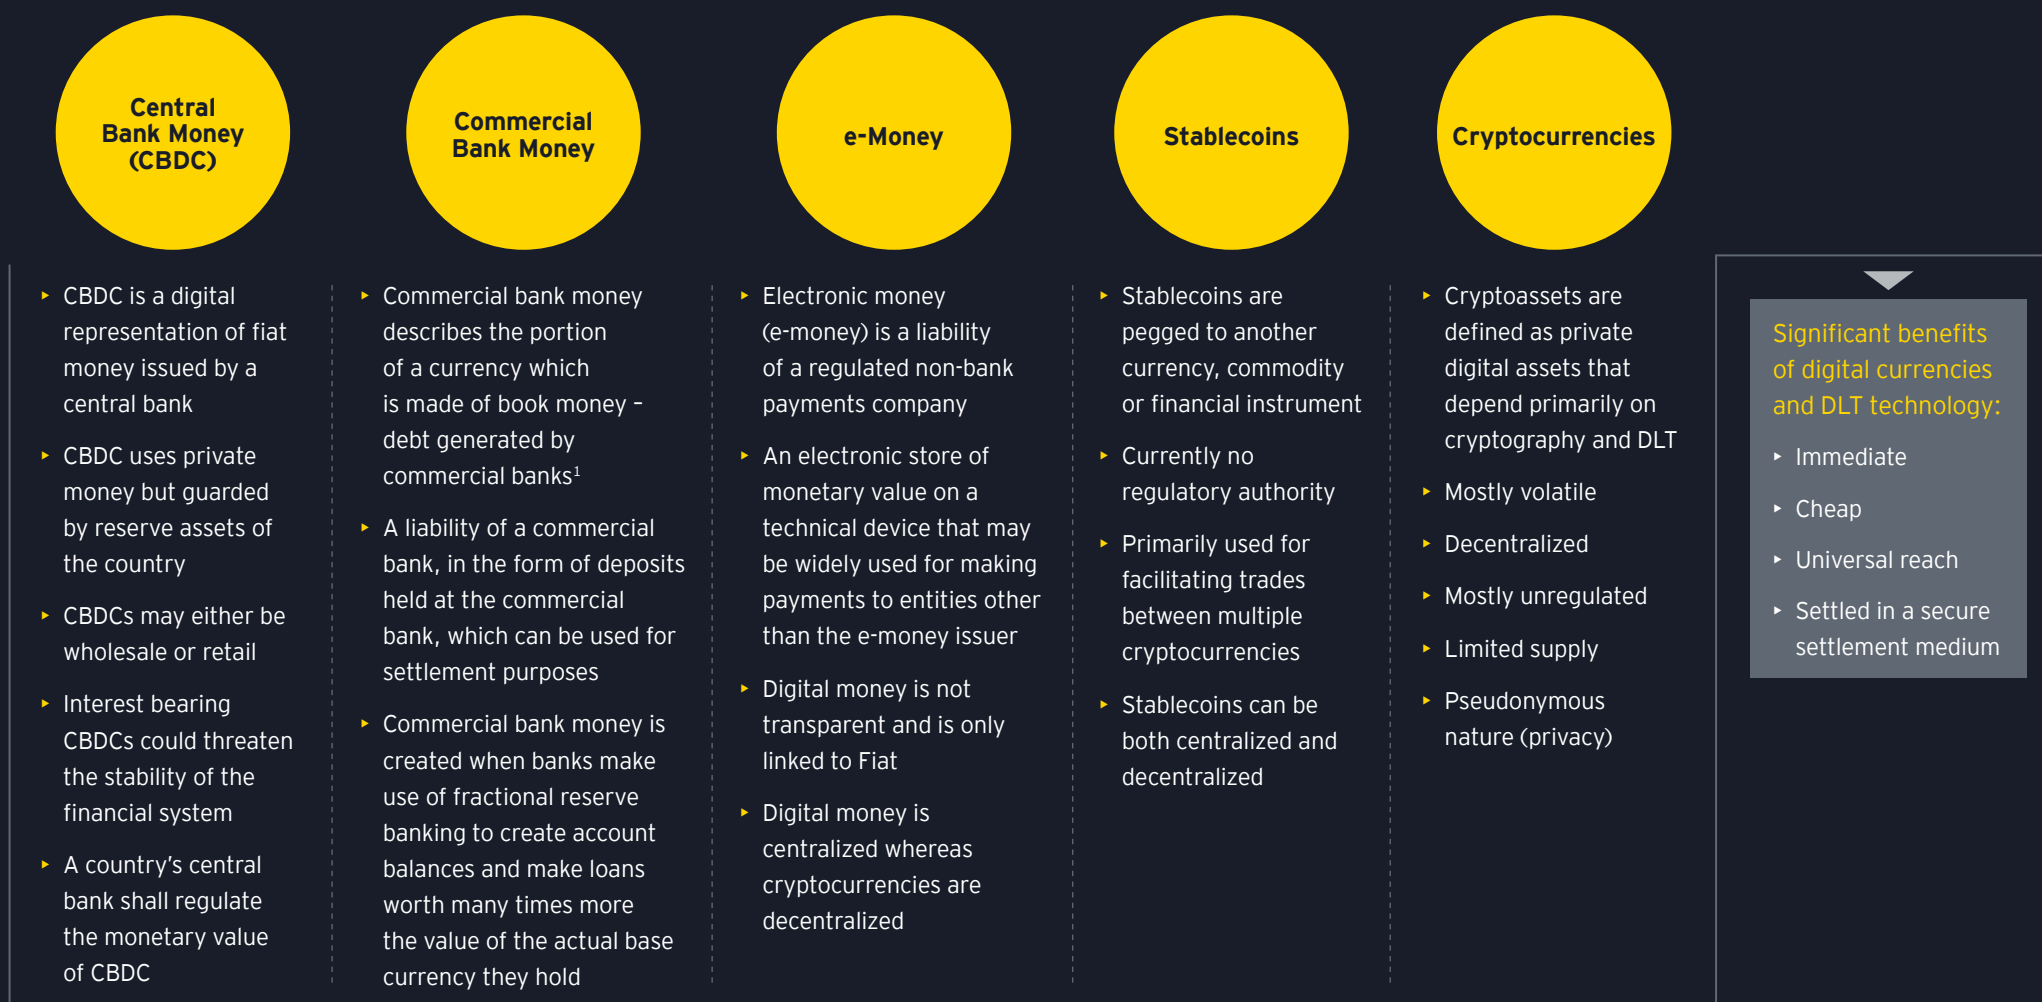 Central
Bank Money
(CBDC)
Commercial
Bank Money
e-Money
Stablecoins
Cryptocurrencies
‣ CBDC is a digital
representation of fiat
money issued by a
central bank
‣ CBDC uses private
money but guarded
by reserve assets of
the country
‣ CBDCs may either be
wholesale or retail
‣ Interest bearing
CBDCs could threaten
the stability of the
financial system
‣ A country’s central
bank shall regulate
the monetary value
of CBDC
‣ Commercial bank money
describes the portion
of a currency which
is made of book money –
debt generated by
commercial banks¹
‣ A liability of a commercial
bank, in the form of deposits
held at the commercial
bank, which can be used for
settlement purposes
‣ Commercial bank money is
created when banks make
use of fractional reserve
banking to create account
balances and make loans
worth many times more
the value of the actual base
currency they hold
‣ Electronic money
(e-money) is a liability
of a regulated non-bank
payments company
‣ An electronic store of
monetary value on a
technical device that may
be widely used for making
payments to entities other
than the e-money issuer
‣ Digital money is not
transparent and is only
linked to Fiat
‣ Digital money is
centralized whereas
cryptocurrencies are
decentralized
‣ Stablecoins are
pegged to another
currency, commodity
or financial instrument
‣ Currently no
regulatory authority
‣ Primarily used for
facilitating trades
between multiple
cryptocurrencies
‣ Stablecoins can be
both centralized and
decentralized
‣ Cryptoassets are
defined as private
digital assets that
depend primarily on
cryptography and DLT
‣ Mostly volatile
‣ Decentralized
‣ Mostly unregulated
‣ Limited supply
‣ Pseudonymous
nature (privacy)
Significant benefits
of digital currencies
and DLT technology:
‣ Immediate
‣ Cheap
‣ Universal reach
‣ Settled in a secure
settlement medium